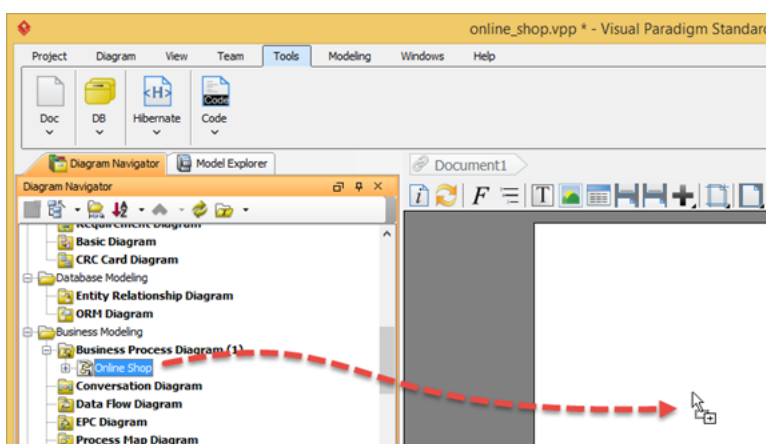 online_shop.vpp * - Visual Paradigm Standard
Project Diagram View Team Tools Modeling Windows Help
<H> Code
Doc DB Hibernate Code
Diagram Navigator Model Explorer Document1
Diagram Navigator
i F T
Requirement Diagram
Basic Diagram
CRC Card Diagram
Database Modeling
Entity Relationship Diagram
ORM Diagram
Business Modeling
Business Process Diagram (1)
Online Shop
Conversation Diagram
Data Flow Diagram
EPC Diagram
Process Map Diagram